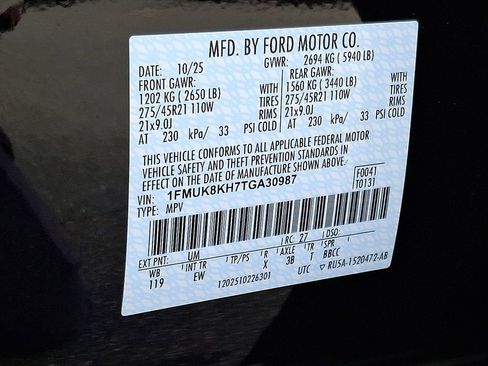 MFD. BY FORD MOTOR CO.
DATE: 10/25 GVWR: 2694 KG (5940 LB)
FRONT GAWR: REAR GAWR:
1202 KG (2650 LB) WITH 1560 KG (3440 LB) WITH
275/45R21 110W TIRES 275/45R21 110W TIRES
21x9.0J RIMS 21x9.0J RIMS
AT 230 kPa/ 33 PSI COLD AT 230 kPa/ 33 PSI COLD
THIS VEHICLE CONFORMS TO ALL APPLICABLE FEDERAL MOTOR
VEHICLE SAFETY AND THEFT PREVENTION STANDARDS IN
EFFECT ON THE DATE OF MANUFACTURE SHOWN ABOVE.
VIN: 1FMUK8KH7TGA30987 F0041
TYPE: MPV T0131
EXT PNT: UM RC: 27 DSO:
WB INT TR TP/PS R AXLE TR SPR
119 EW X 3B T BBCC
UTC ▽ RU5A-1520472-AB
1202510226301